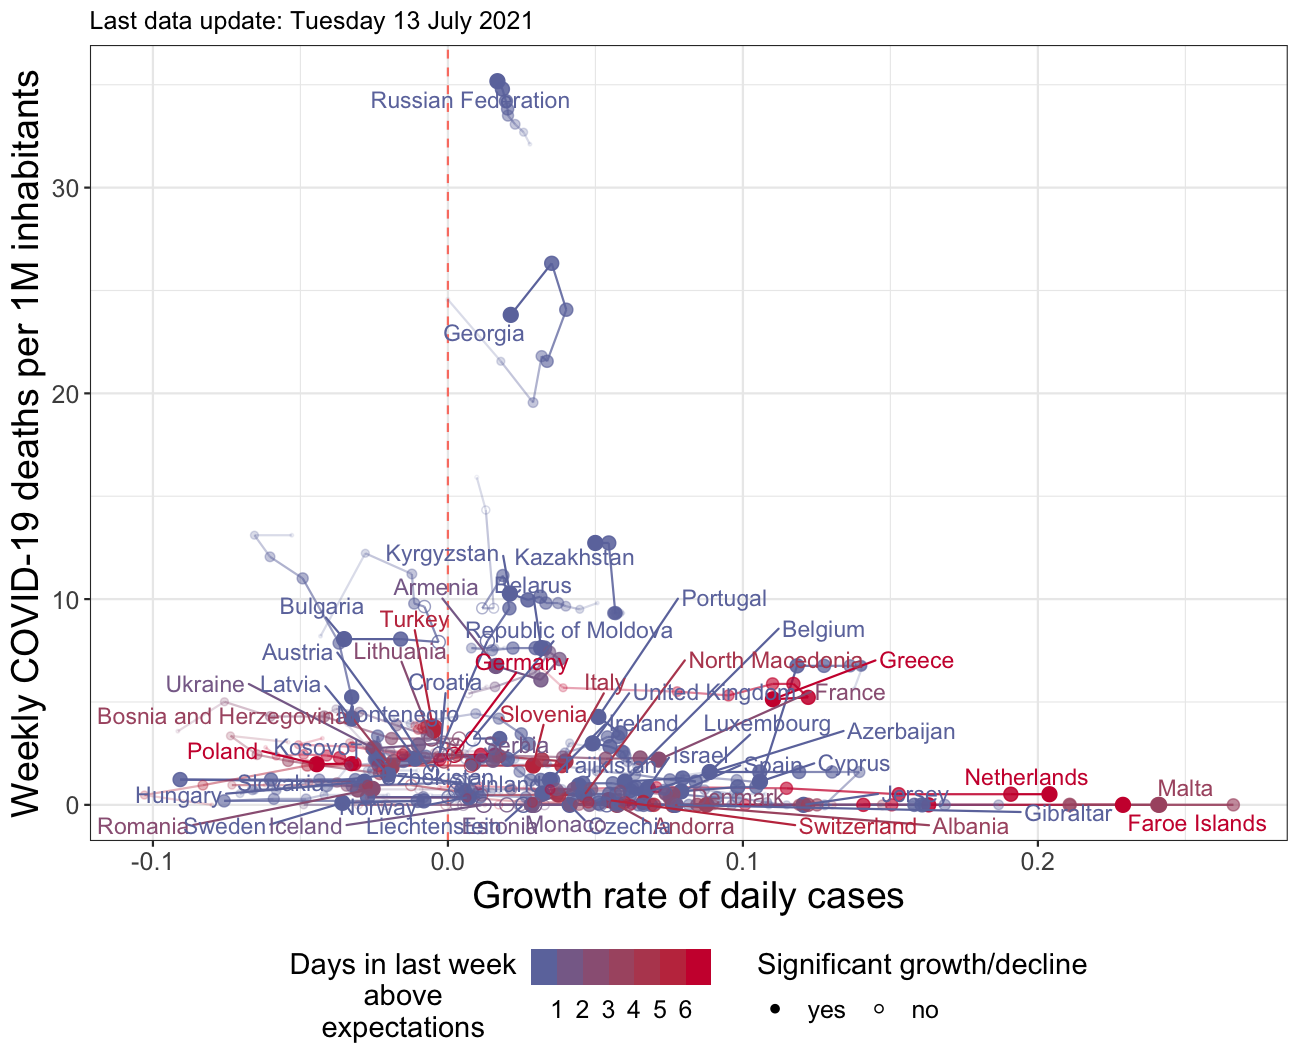 Last data update: Tuesday 13 July 2021
Weekly COVID-19 deaths per 1M inhabitants
30
20
10
0
Russian Federation
Georgia
Kyrgyzstan
Kazakhstan
Armenia
Belarus
Portugal
Bulgaria
Turkey
Republic of Moldova
Belgium
Austria
Lithuania
Germany
North Macedonia
Greece
Ukraine
Latvia
Croatia
Italy
United Kingdom
France
Bosnia and Herzegovina
Montenegro
Slovenia
Ireland
Luxembourg
Azerbaijan
Poland
Kosovo
Serbia
Israel
Spain
Cyprus
Tajikistan
Uzbekistan
Finland
Netherlands
Hungary
Slovakia
Norway
Denmark
Jersey
Malta
Gibraltar
Romania
Sweden
Iceland
Liechtenstein
Estonia
Monaco
Czechia
Andorra
Switzerland
Albania
Faroe Islands
-0.1
0.0
0.1
0.2
Growth rate of daily cases
Days in last week
above
expectations
1 2 3 4 5 6
Significant growth/decline
yes
no